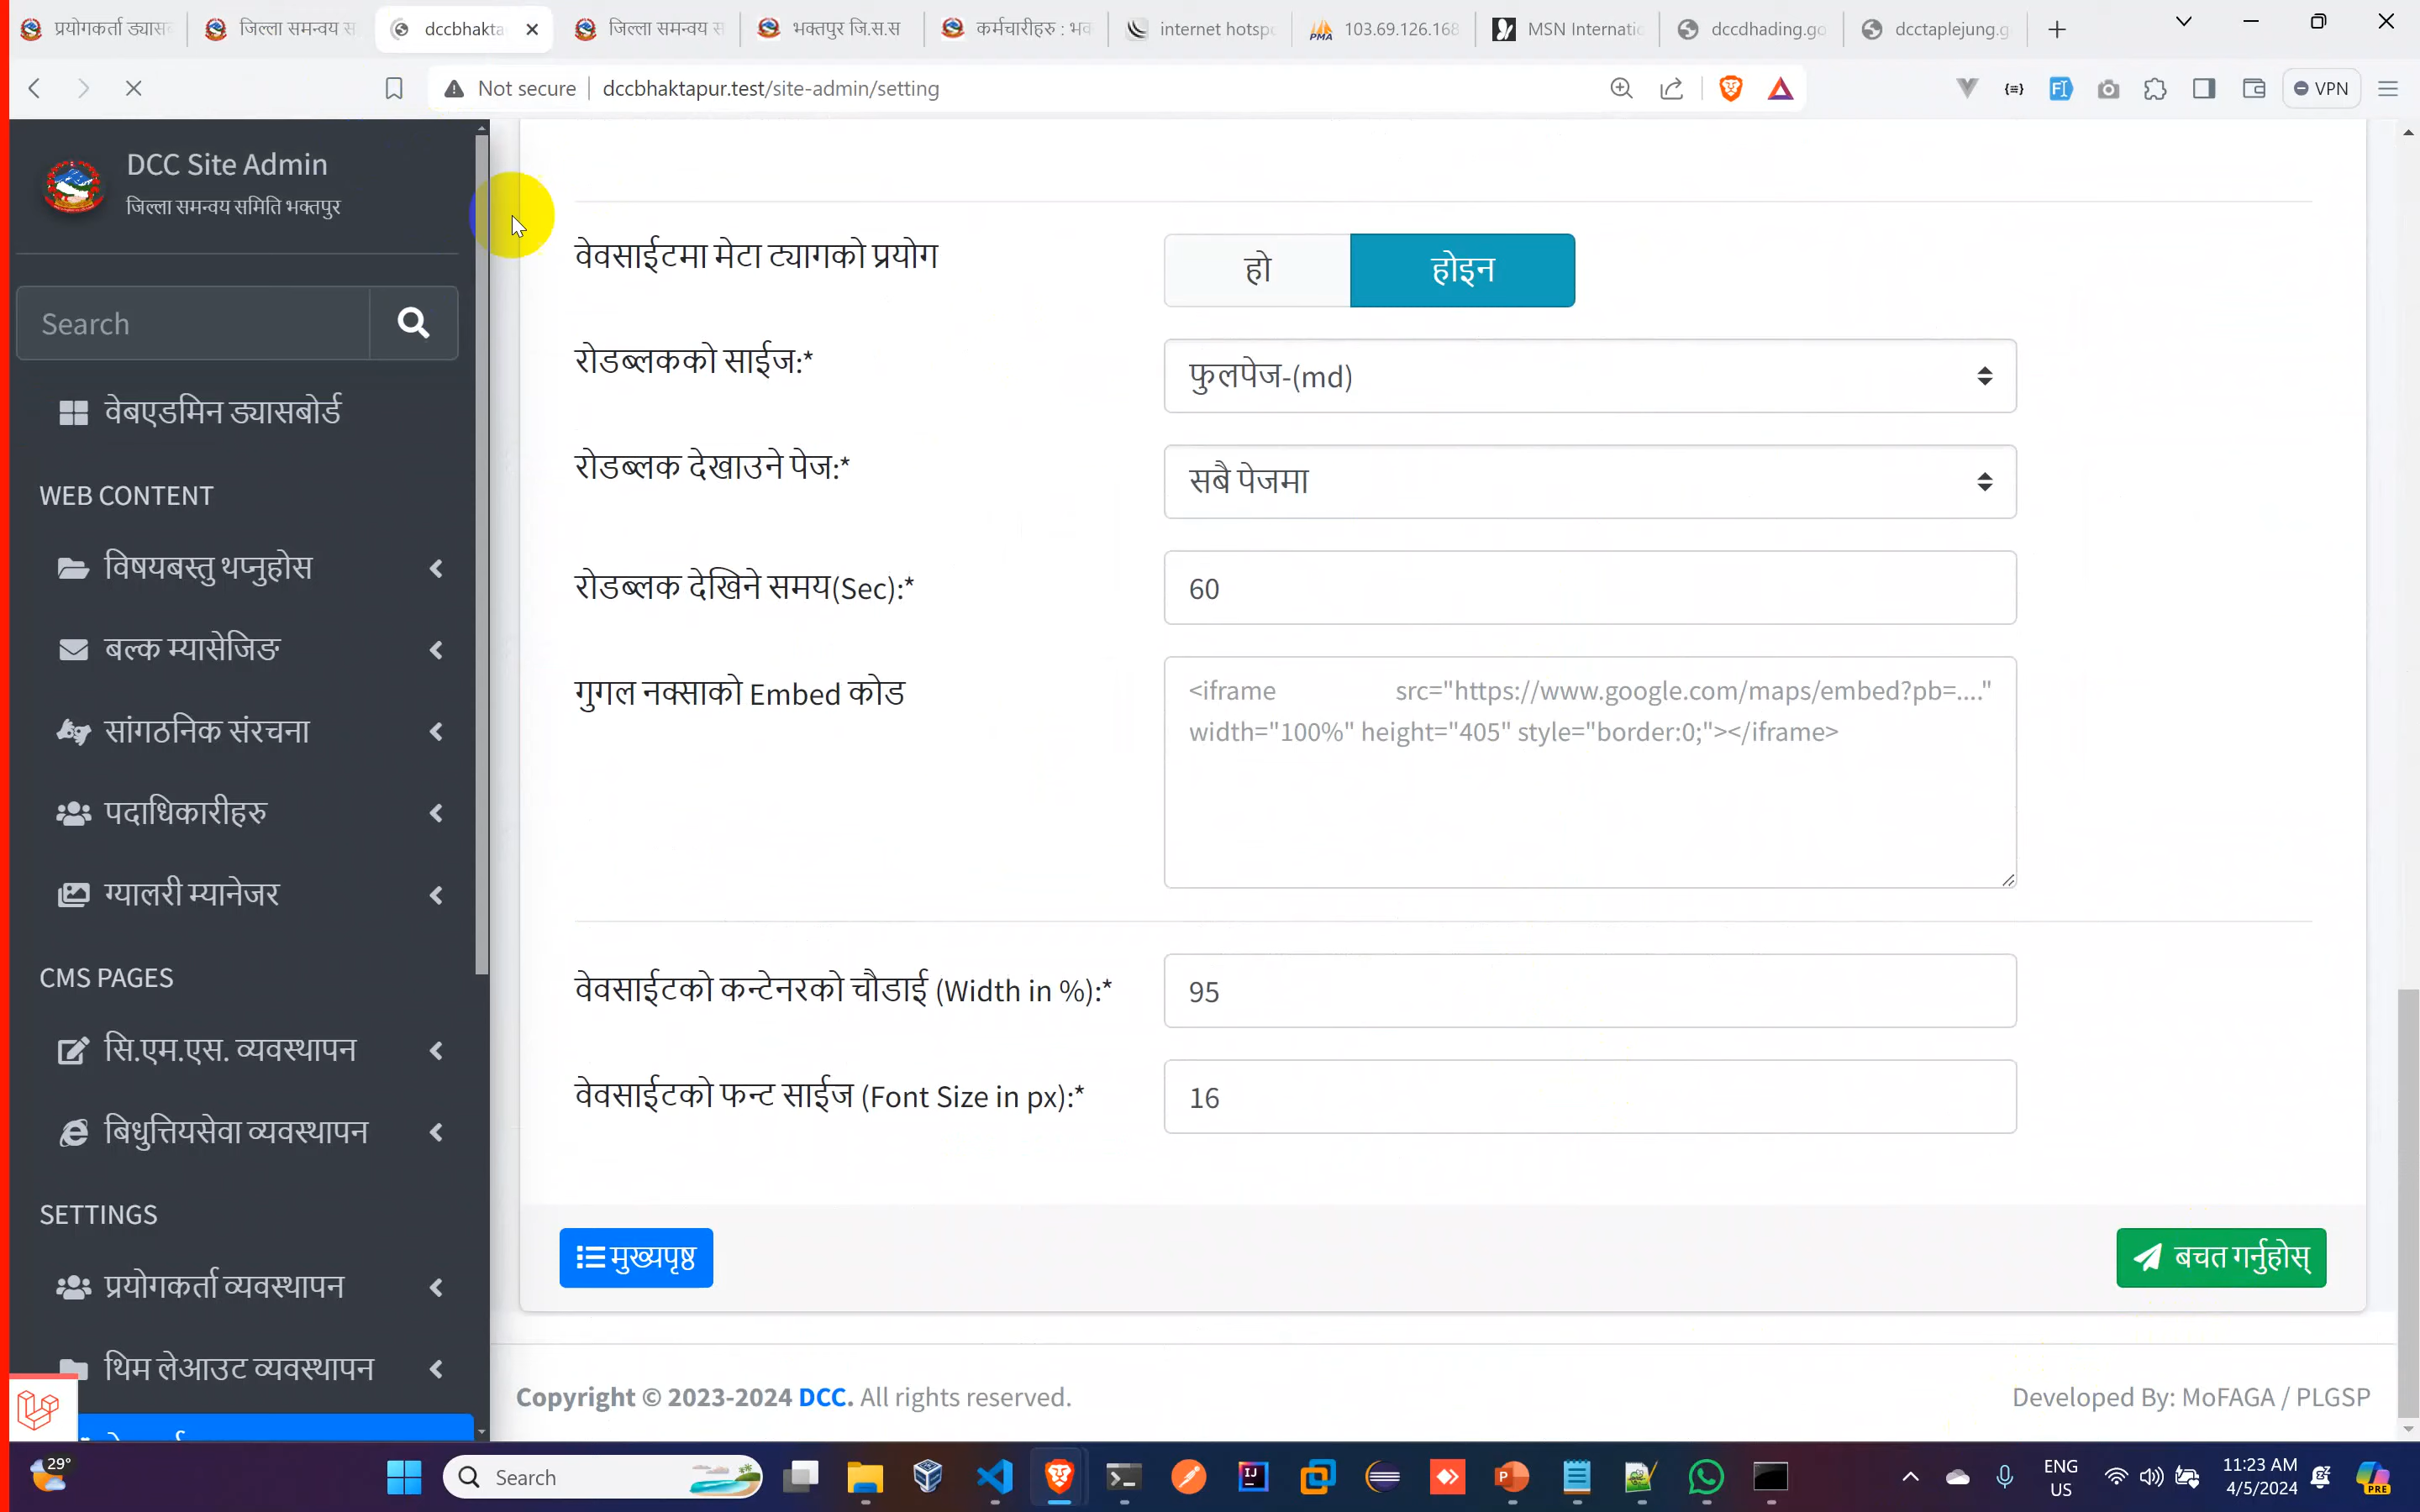 प्रयोगकर्ता ड्यास
जिल्ला समन्वय स
dccbhakta
जिल्ला समन्वय स
भक्तपुर जि.स.स
कर्मचारीहरु : भक
internet hotsp
PMA
103.69.126.168
MSN Internatio
dccdhading.go
dcctaplejung.g
Not secure
dccbhaktapur.test/site-admin/setting
VPN
DCC Site Admin
जिल्ला समन्वय समिति भक्तपुर
Search
वेबएडमिन ड्यासबोर्ड
WEB CONTENT
विषयबस्तु थप्नुहोस
बल्क म्यासेजिङ
सांगठनिक संरचना
पदाधिकारीहरु
ग्यालरी म्यानेजर
CMS PAGES
सि.एम.एस. व्यवस्थापन
बिधुत्तियसेवा व्यवस्थापन
SETTINGS
प्रयोगकर्ता व्यवस्थापन
थिम लेआउट व्यवस्थापन
वेवसाईटमा मेटा ट्यागको प्रयोग
हो
होइन
रोडब्लकको साईज:*
फुलपेज-(md)
रोडब्लक देखाउने पेज:*
सबै पेजमा
रोडब्लक देखिने समय(Sec):*
60
गुगल नक्साको Embed कोड
<iframe src="https://www.google.com/maps/embed?pb=...."
width="100%" height="405" style="border:0;"></iframe>
वेवसाईटको कन्टेनरको चौडाई (Width in %):*
95
वेवसाईटको फन्ट साईज (Font Size in px):*
16
मुख्यपृष्ठ
बचत गर्नुहोस्
Copyright © 2023-2024 DCC. All rights reserved.
Developed By: MoFAGA / PLGSP
29°
Search
ENG
US
11:23 AM
4/5/2024
PRE